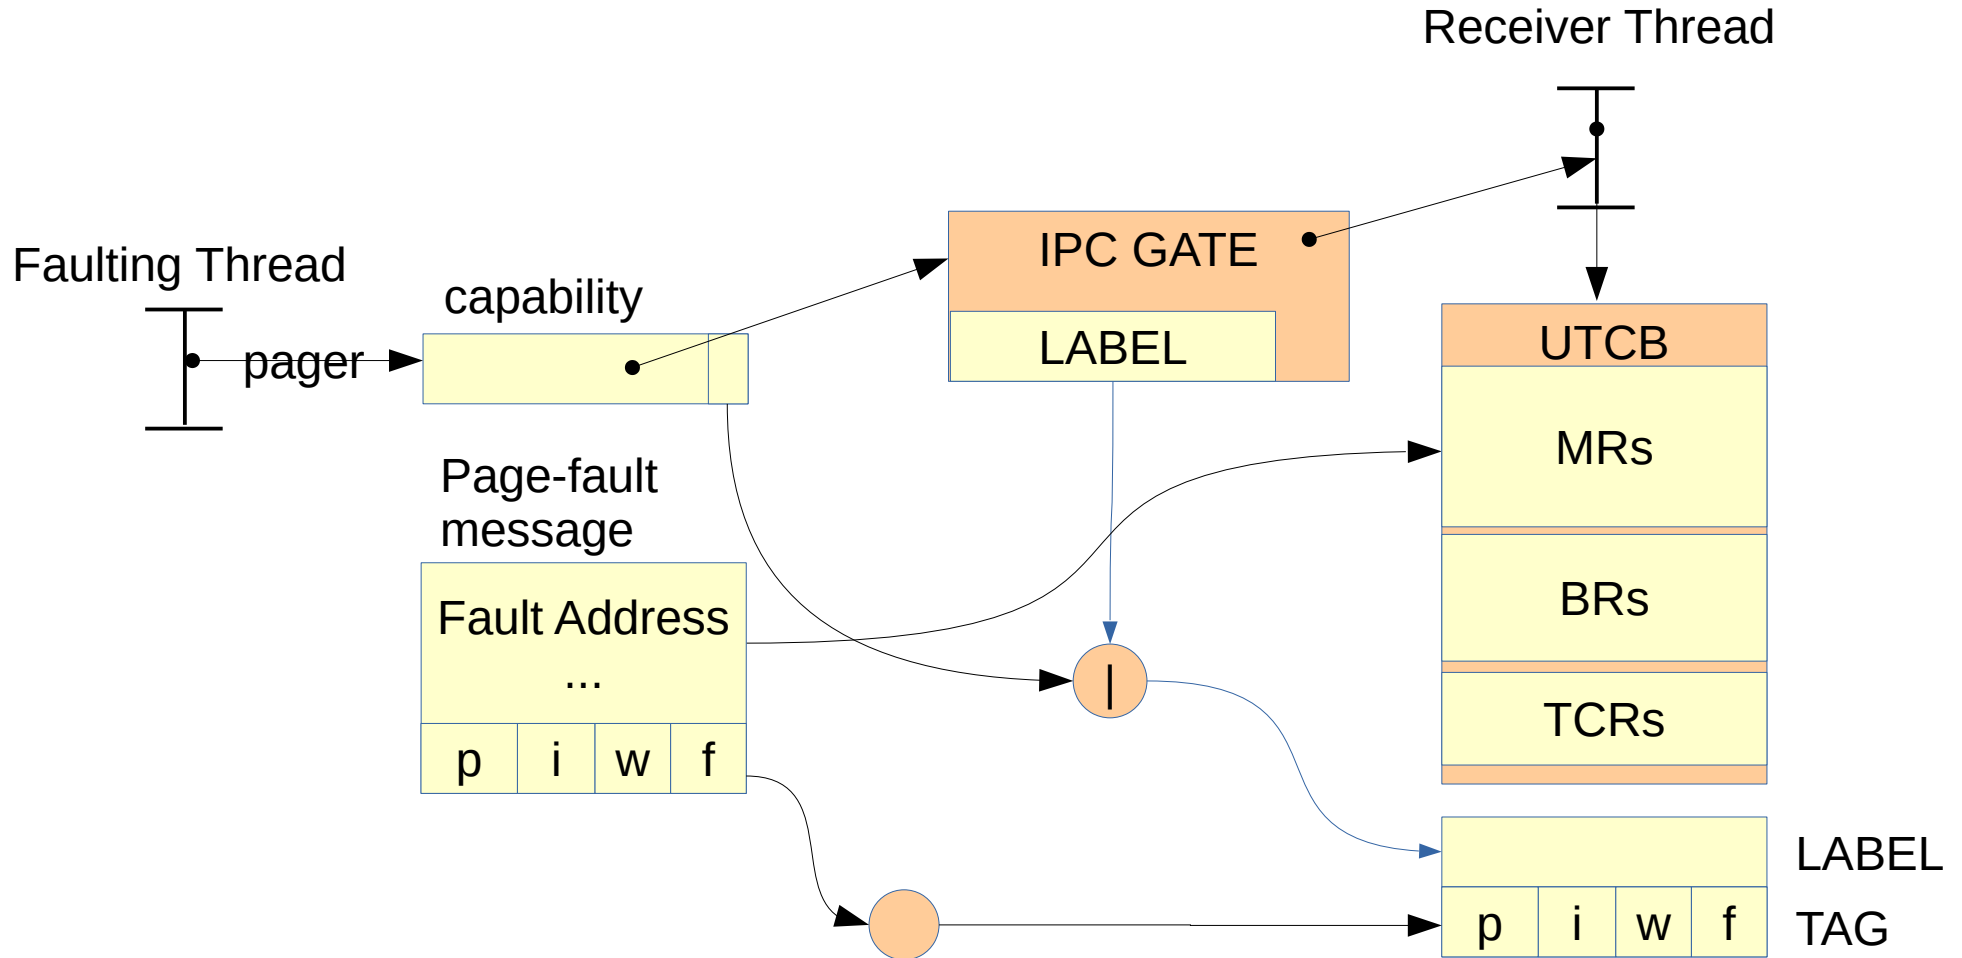 Receiver Thread
Faulting Thread
pager
capability
IPC GATE
LABEL
UTCB
MRs
BRs
TCRs
Page-fault
message
Fault Address
...
p i w f
|
LABEL
p i w f TAG